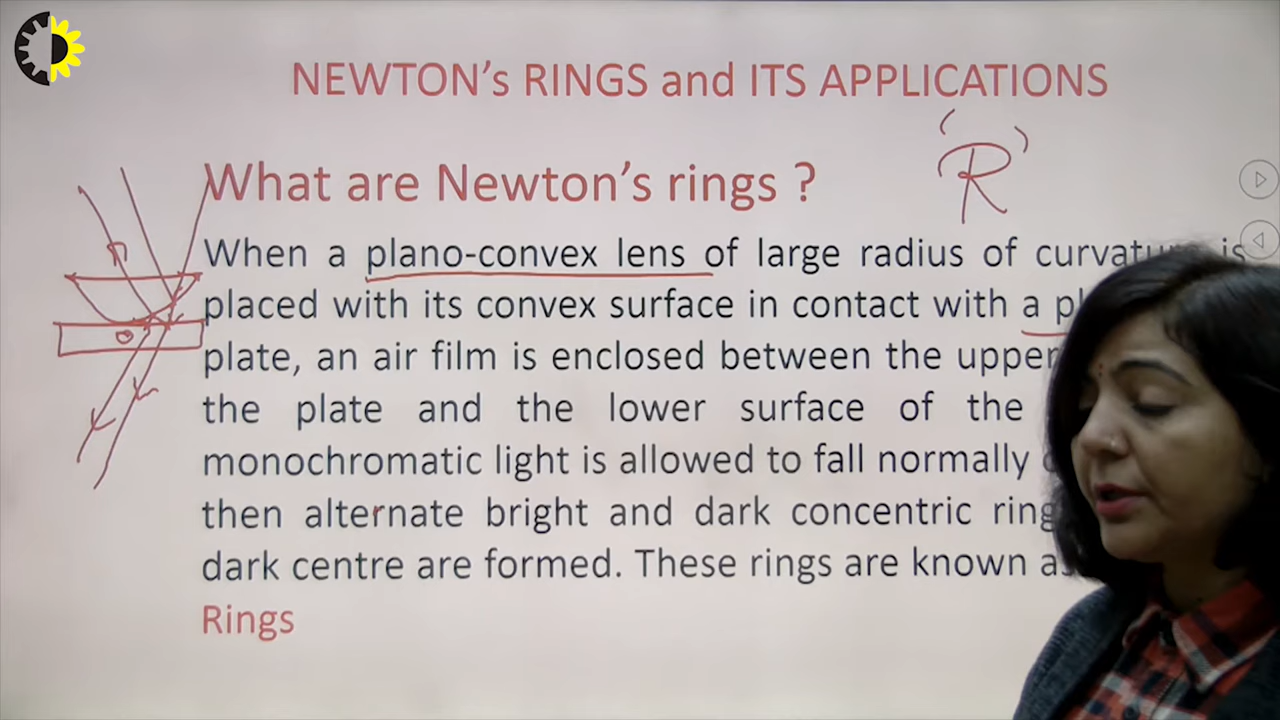 NEWTON's RINGS and ITS APPLICATIONS
'R'
What are Newton's rings ?
When a plano-convex lens of large radius of curvature is
placed with its convex surface in contact with a
plate, an air film is enclosed between the upper
the plate and the lower surface of the
monochromatic light is allowed to fall normally
then alternate bright and dark concentric
dark centre are formed. These rings are known
Rings